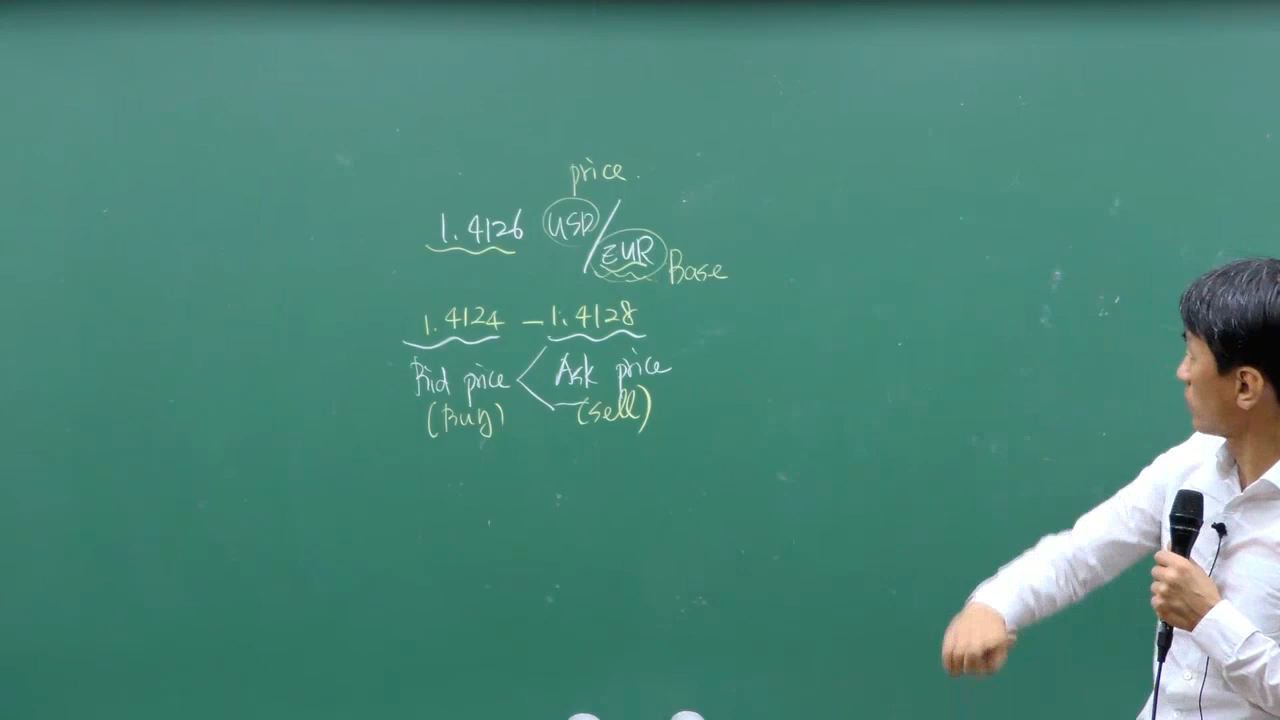 price.
1.4126 USD/EUR Base
1.4124 - 1.4128
Bid price < Ask price
(Buy) (sell)